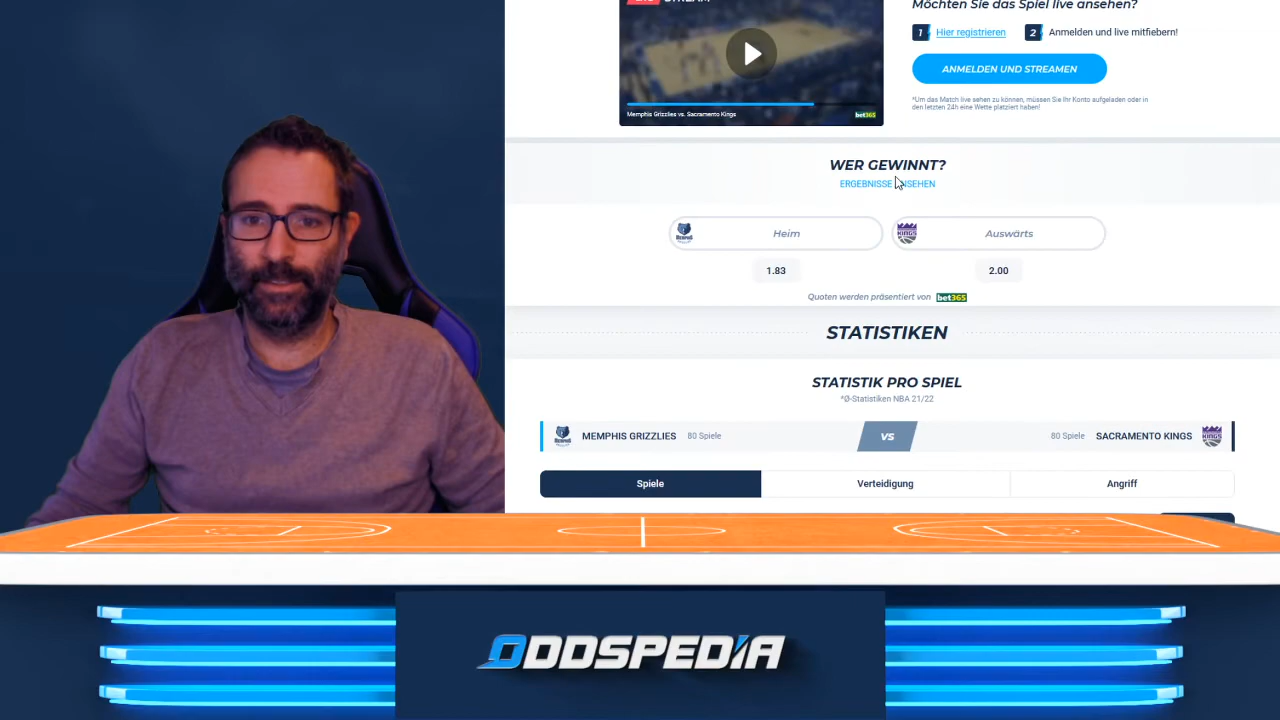 STREAM
Memphis Grizzlies vs. Sacramento Kings
bet365
Möchten Sie das Spiel live ansehen?
1 Hier registrieren 2 Anmelden und live mitfiebern!
ANMELDEN UND STREAMEN
*Um das Match live sehen zu können, müssen Sie Ihr Konto aufgeladen oder in
den letzten 24h eine Wette platziert haben!
WER GEWINNT?
ERGEBNISSE ANSEHEN
Heim
KINGS
Auswärts
1.83
2.00
Quoten werden präsentiert von bet365
STATISTIKEN
STATISTIK PRO SPIEL
*Ø-Statistiken NBA 21/22
MEMPHIS GRIZZLIES 80 Spiele
VS
80 Spiele SACRAMENTO KINGS
KINGS
Spiele
Verteidigung
Angriff
ODDSPEDIA